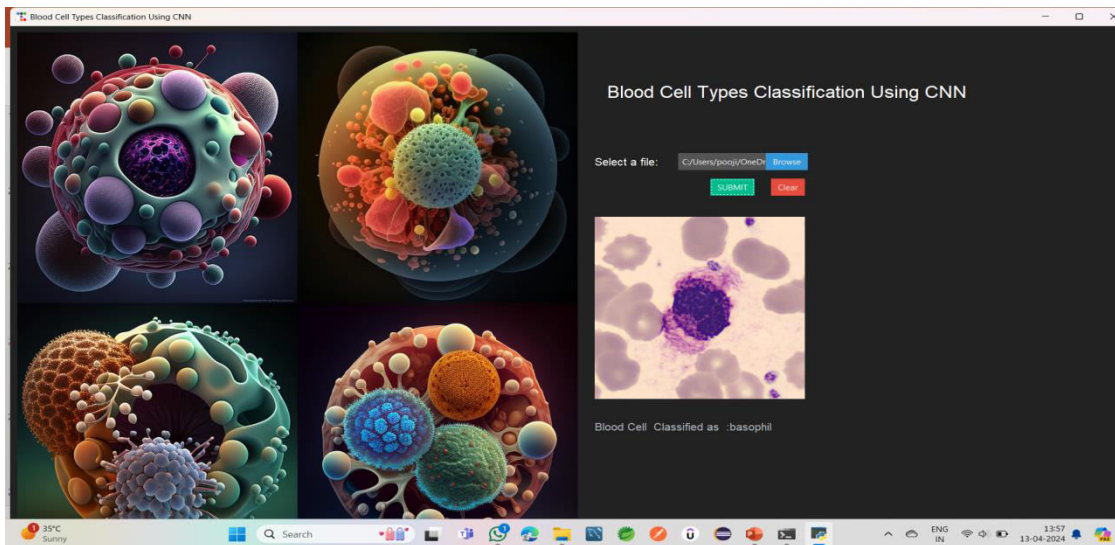 Blood Cell Types Classification Using CNN
Blood Cell Types Classification Using CNN
Select a file:
C:/Users/pooji/OneDr
Browse
SUBMIT
Clear
Blood Cell Classified as :basophil
1
35°C
Sunny
Search
ENG
IN
13:57
13-04-2024